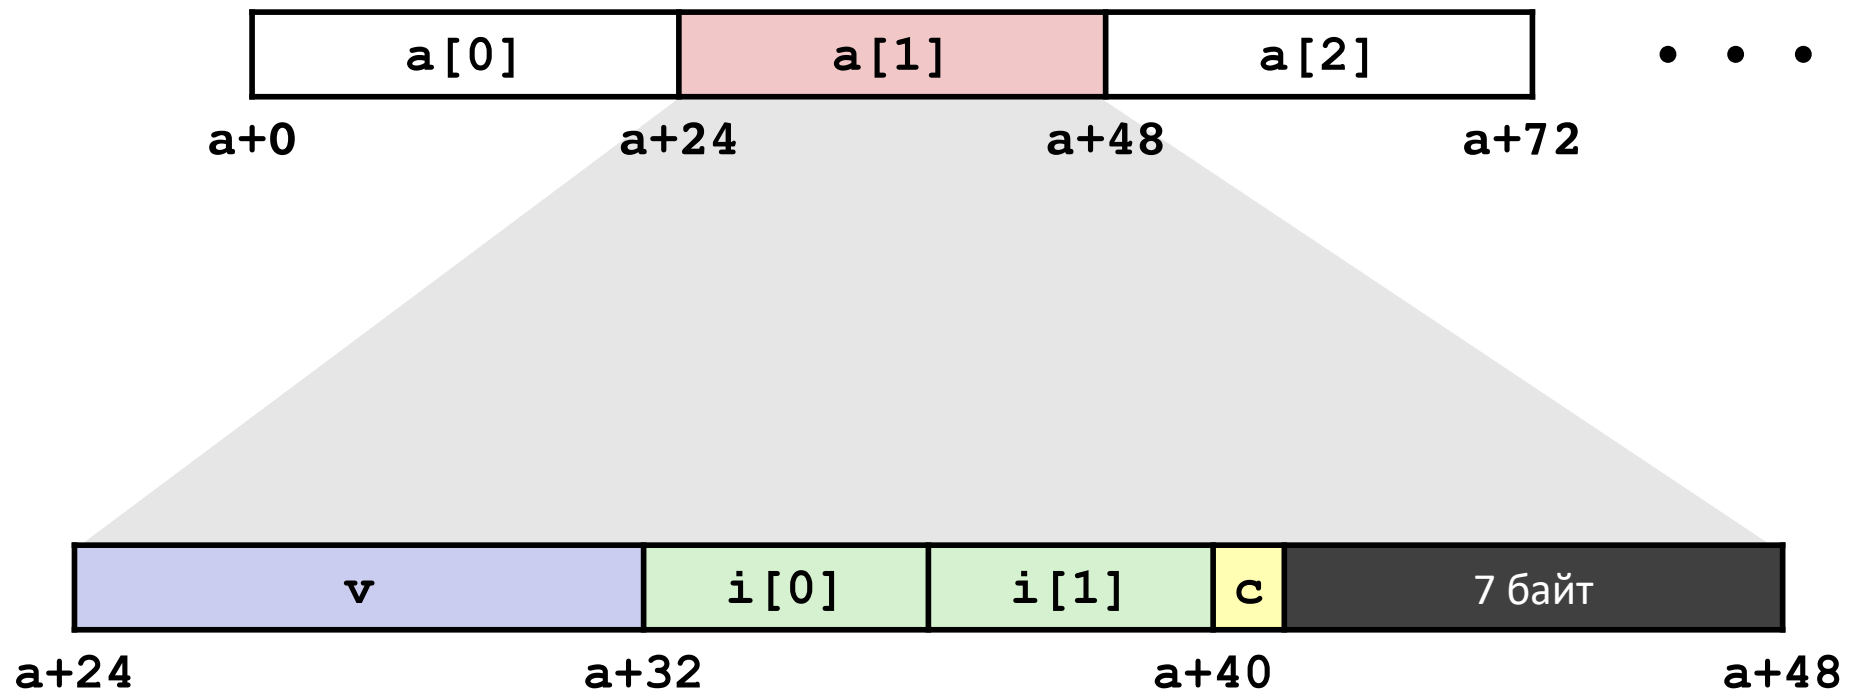 a[0] a[1] a[2] • • •
a+0 a+24 a+48 a+72
v i[0] i[1] c 7 байт
a+24 a+32 a+40 a+48